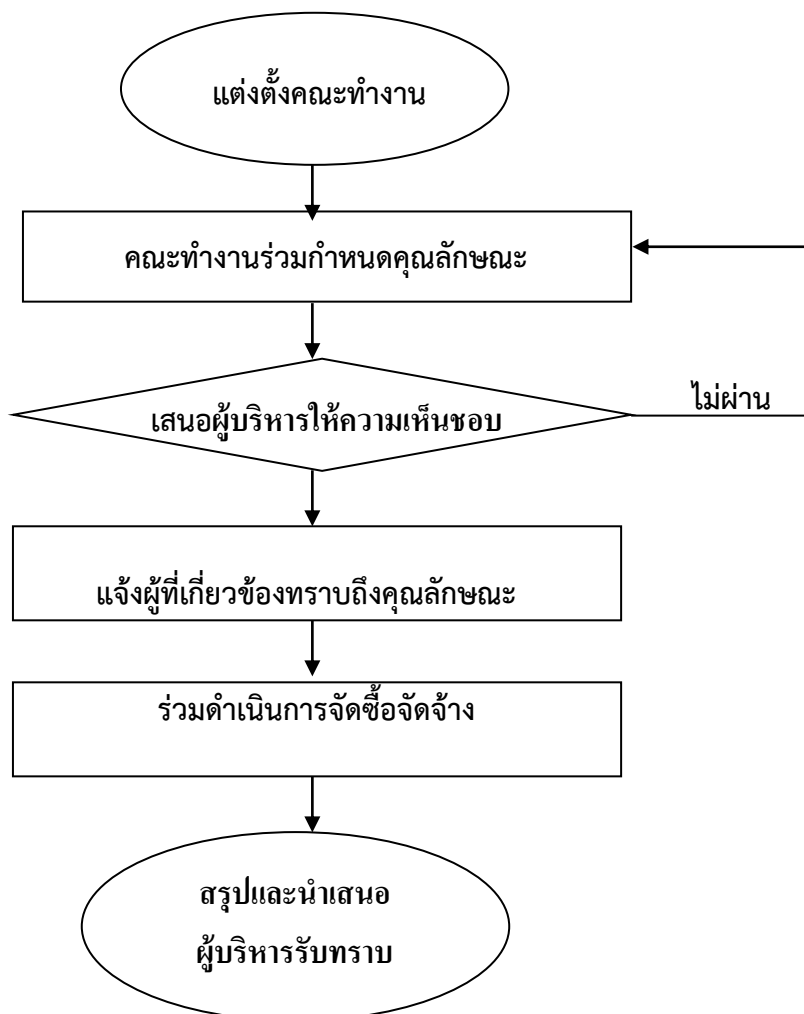 แต่งตั้งคณะทำงาน
คณะทำงานร่วมกำหนดคุณลักษณะ
เสนอผู้บริหารให้ความเห็นชอบ
ไม่ผ่าน
แจ้งผู้ที่เกี่ยวข้องทราบถึงคุณลักษณะ
ร่วมดำเนินการจัดซื้อจัดจ้าง
สรุปและนำเสนอ
ผู้บริหารรับทราบ